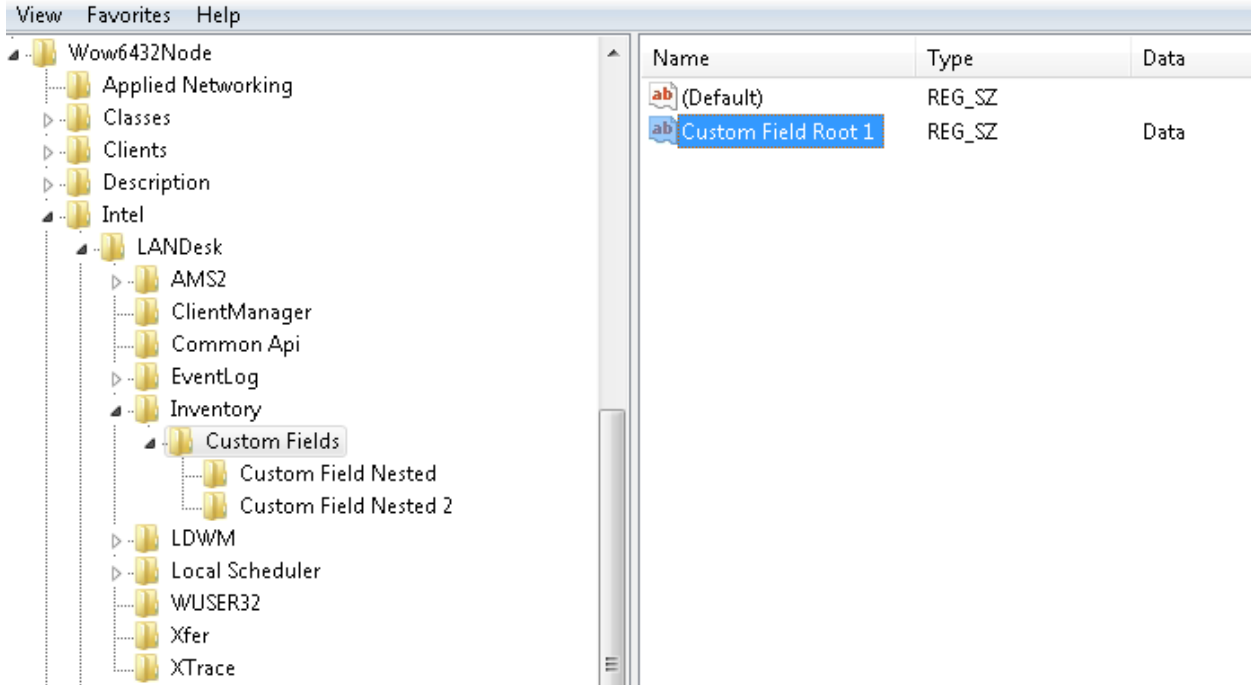 View Favorites Help
Wow6432Node
Applied Networking
Classes
Clients
Description
Intel
LANDesk
AMS2
ClientManager
Common Api
EventLog
Inventory
Custom Fields
Custom Field Nested
Custom Field Nested 2
LDWM
Local Scheduler
WUSER32
Xfer
XTrace
Name Type Data
ab (Default) REG_SZ
ab Custom Field Root 1 REG_SZ Data